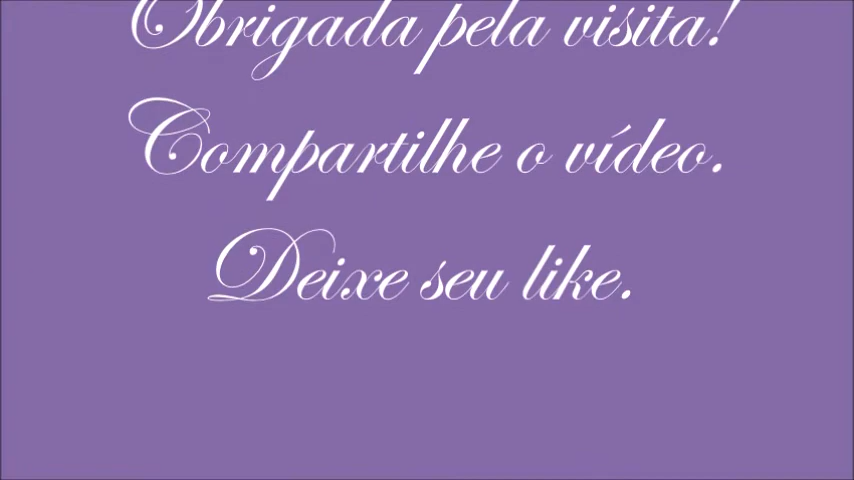 Obrigada pela visita!
Compartilhe o vídeo.
Deixe seu like.